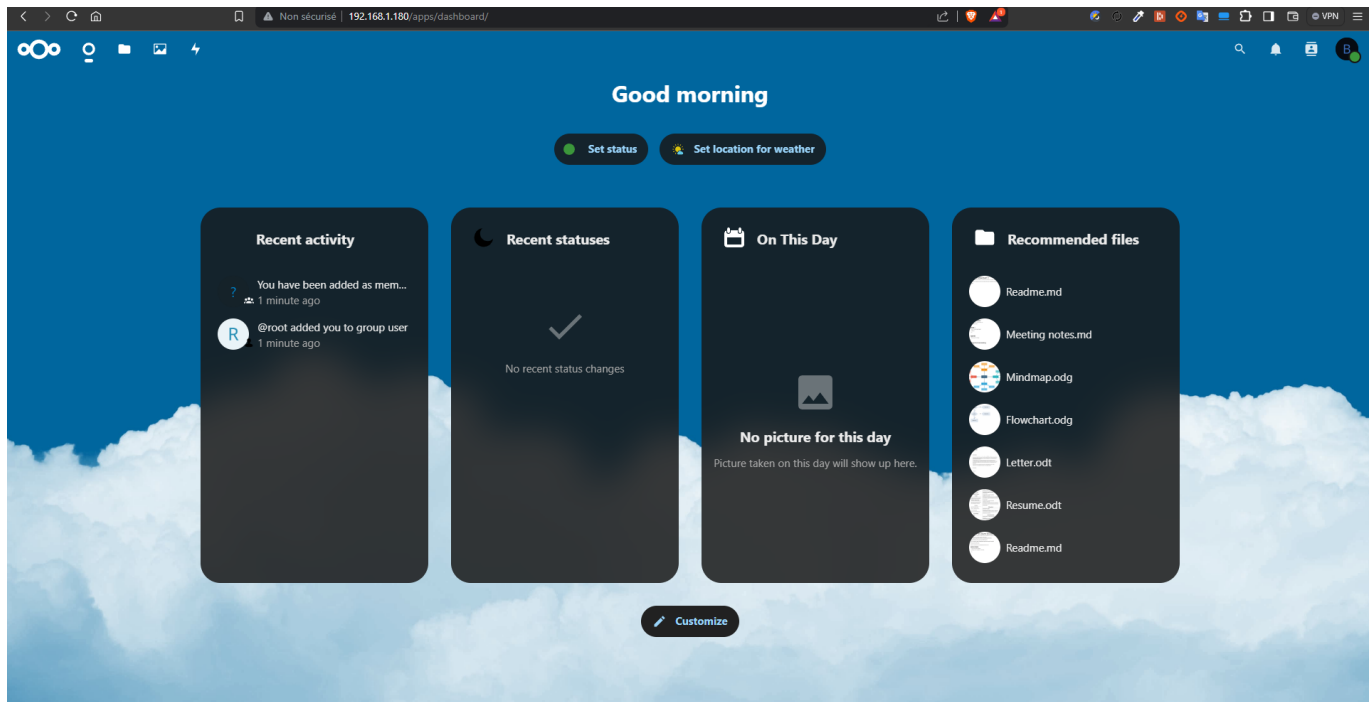 Non sécurisé | 192.168.1.180/apps/dashboard/
1
VPN
B
Good morning
Set status
Set location for weather
Recent activity
?
You have been added as mem...
1 minute ago
R
@root added you to group user
1 minute ago
Recent statuses
No recent status changes
On This Day
No picture for this day
Picture taken on this day will show up here.
Recommended files
Readme.md
Meeting notes.md
Mindmap.odg
Flowchart.odg
Letter.odt
Resume.odt
Readme.md
Customize